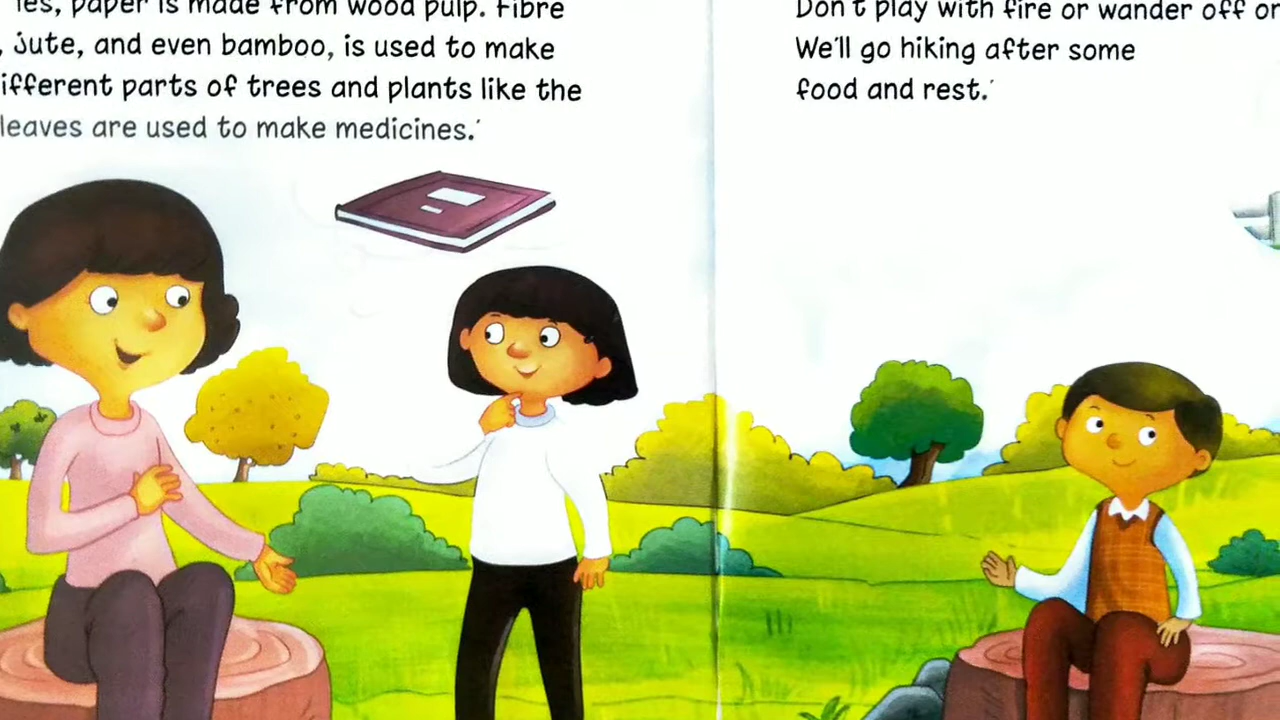 ies, paper is made from wood pulp. Fibre
, jute, and even bamboo, is used to make
ifferent parts of trees and plants like the
leaves are used to make medicines.'
Don't play with fire or wander off
We'll go hiking after some
food and rest.'